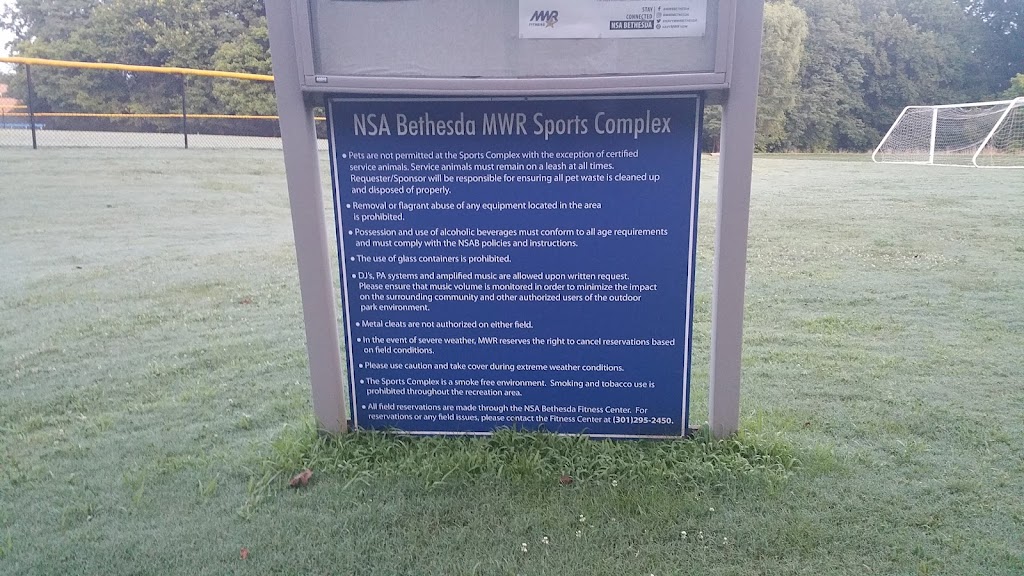 MWR
FITNESS
STAY
CONNECTED
NSA BETHESDA
NSA Bethesda MWR Sports Complex
• Pets are not permitted at the Sports Complex with the exception of certified
service animals. Service animals must remain on a leash at all times.
Requester/Sponsor will be responsible for ensuring all pet waste is cleaned up
and disposed of properly.
• Removal or flagrant abuse of any equipment located in the area
is prohibited.
• Possession and use of alcoholic beverages must conform to all age requirements
and must comply with the NSAB policies and instructions.
• The use of glass containers is prohibited.
• DJ's, PA systems and amplified music are allowed upon written request.
Please ensure that music volume is monitored in order to minimize the impact
on the surrounding community and other authorized users of the outdoor
park environment.
• Metal cleats are not authorized on either field.
• In the event of severe weather, MWR reserves the right to cancel reservations based
on field conditions.
• Please use caution and take cover during extreme weather conditions.
• The Sports Complex is a smoke free environment. Smoking and tobacco use is
prohibited throughout the recreation area.
• All field reservations are made through the NSA Bethesda Fitness Center. For
reservations or any field issues, please contact the Fitness Center at (301)295-2450.